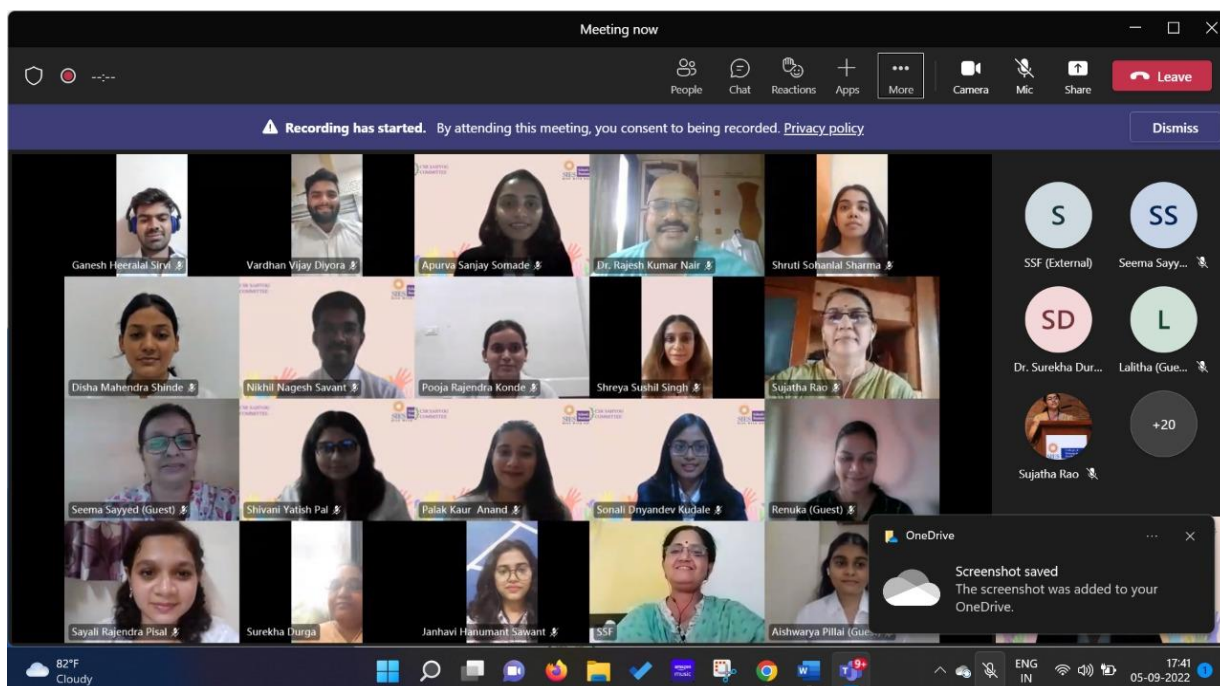 Meeting now
--:--
People
Chat
Reactions
Apps
More
Camera
Mic
Share
Leave
Recording has started. By attending this meeting, you consent to being recorded. Privacy policy
Dismiss
Ganesh Heeralal Sirvi
Vardhan Vijay Diyora
Apurva Sanjay Somade
Dr. Rajesh Kumar Nair
Shruti Sohanlal Sharma
Disha Mahendra Shinde
Nikhil Nagesh Savant
Pooja Rajendra Konde
Shreya Sushil Singh
Sujatha Rao
Seema Sayyed (Guest)
Shivani Yatish Pal
Palak Kaur Anand
Sonali Dnyandev Kudale
Renuka (Guest)
Sayali Rajendra Pisal
Surekha Durga
Janhavi Hanumant Sawant
SSF
Aishwarya Pillai (Gues
S
SSF (External)
SS
Seema Sayy...
SD
Dr. Surekha Dur...
L
Lalitha (Gue...
Sujatha Rao
+20
OneDrive
Screenshot saved
The screenshot was added to your
OneDrive.
82°F
Cloudy
9+
ENG
IN
17:41
05-09-2022
1